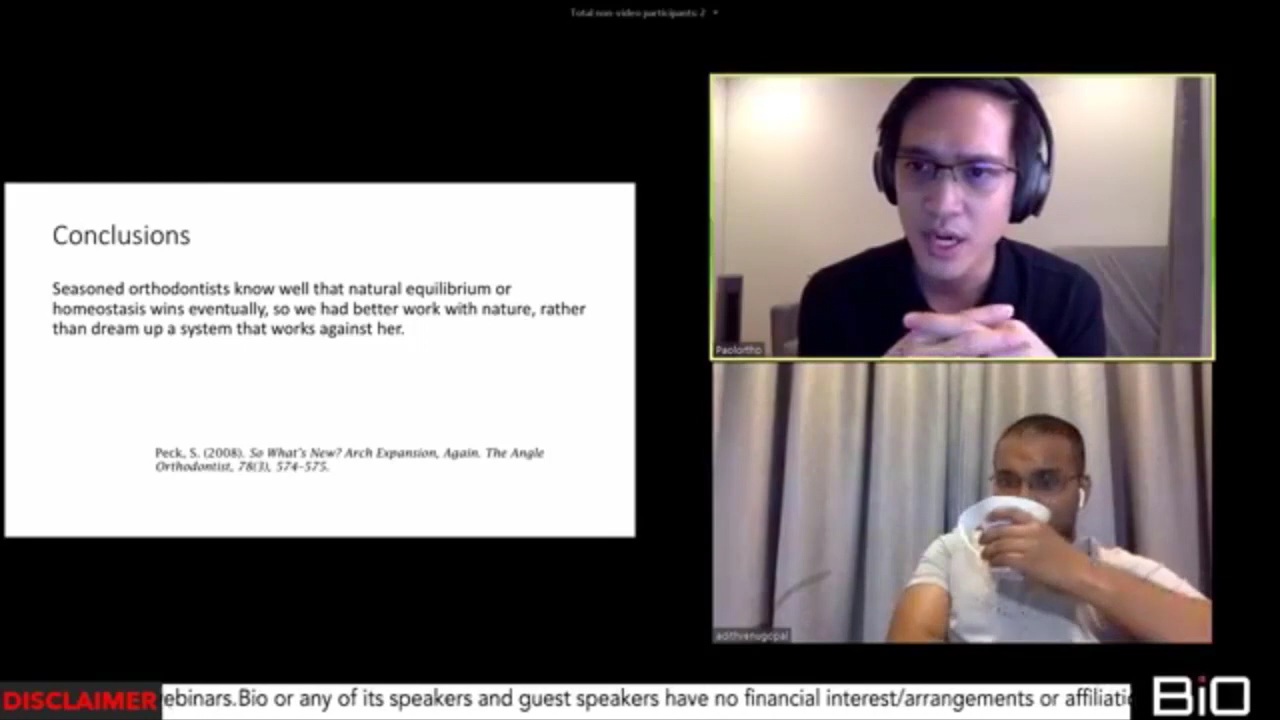 Total non-video participants: 2
Conclusions
Seasoned orthodontists know well that natural equilibrium or
homeostasis wins eventually, so we had better work with nature, rather
than dream up a system that works against her.
Peck, S. (2008). So What's New? Arch Expansion, Again. The Angle
Orthodontist, 78(3), 574–575.
Paolortho
adithvenugopal
DISCLAIMER ebinars.Bio or any of its speakers and guest speakers have no financial interest/arrangements or affiliatio
BiO